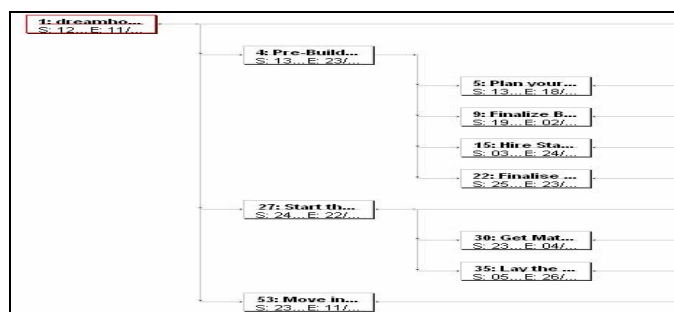 1: dreamho...
S: 12... E: 11/...
4: Pre-Build...
S: 13... E: 23/...
5: Plan your...
S: 13... E: 18/...
9: Finalize B...
S: 19... E: 02/...
15: Hire Sta...
S: 03... E: 24/...
22: Finalise ...
S: 25... E: 23/...
27: Start th...
S: 24... E: 22/...
30: Get Mat...
S: 23... E: 04/...
35: Lay the ...
S: 05... E: 26/...
53: Move in...
S: 23... E: 11/...